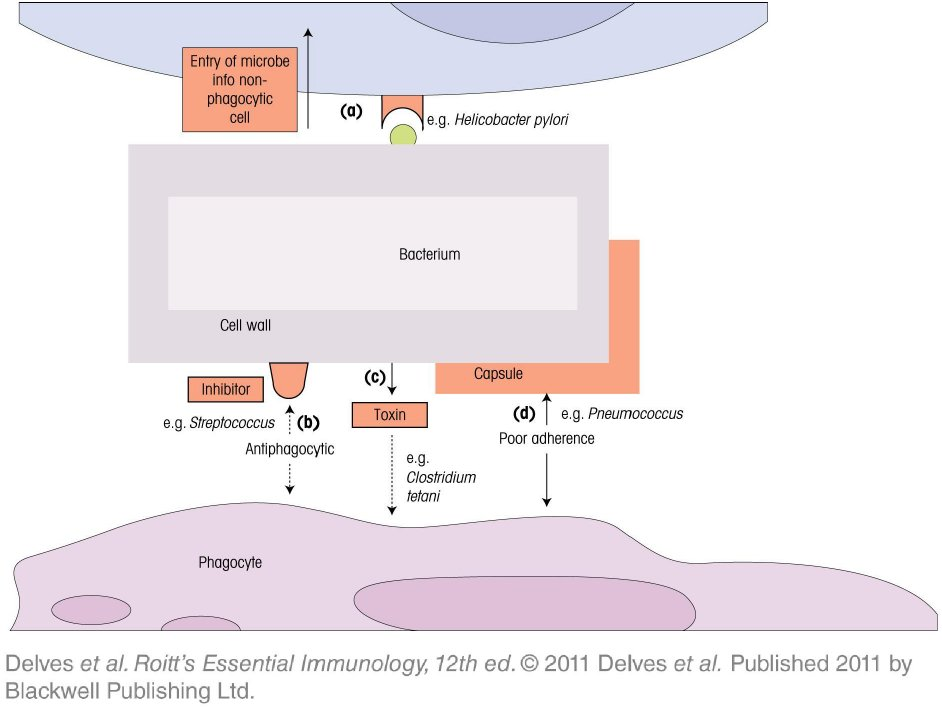 Entry of microbe
into non-
phagocytic
cell
(a)
e.g. Helicobacter pylori
Bacterium
Cell wall
Capsule
Inhibitor
(c)
e.g. Streptococcus
(b)
Antiphagocytic
Toxin
(d)
e.g. Pneumococcus
Poor adherence
e.g.
Clostridium
tetani
Phagocyte
Delves et al. Roitt's Essential Immunology, 12th ed. © 2011 Delves et al. Published 2011 by
Blackwell Publishing Ltd.